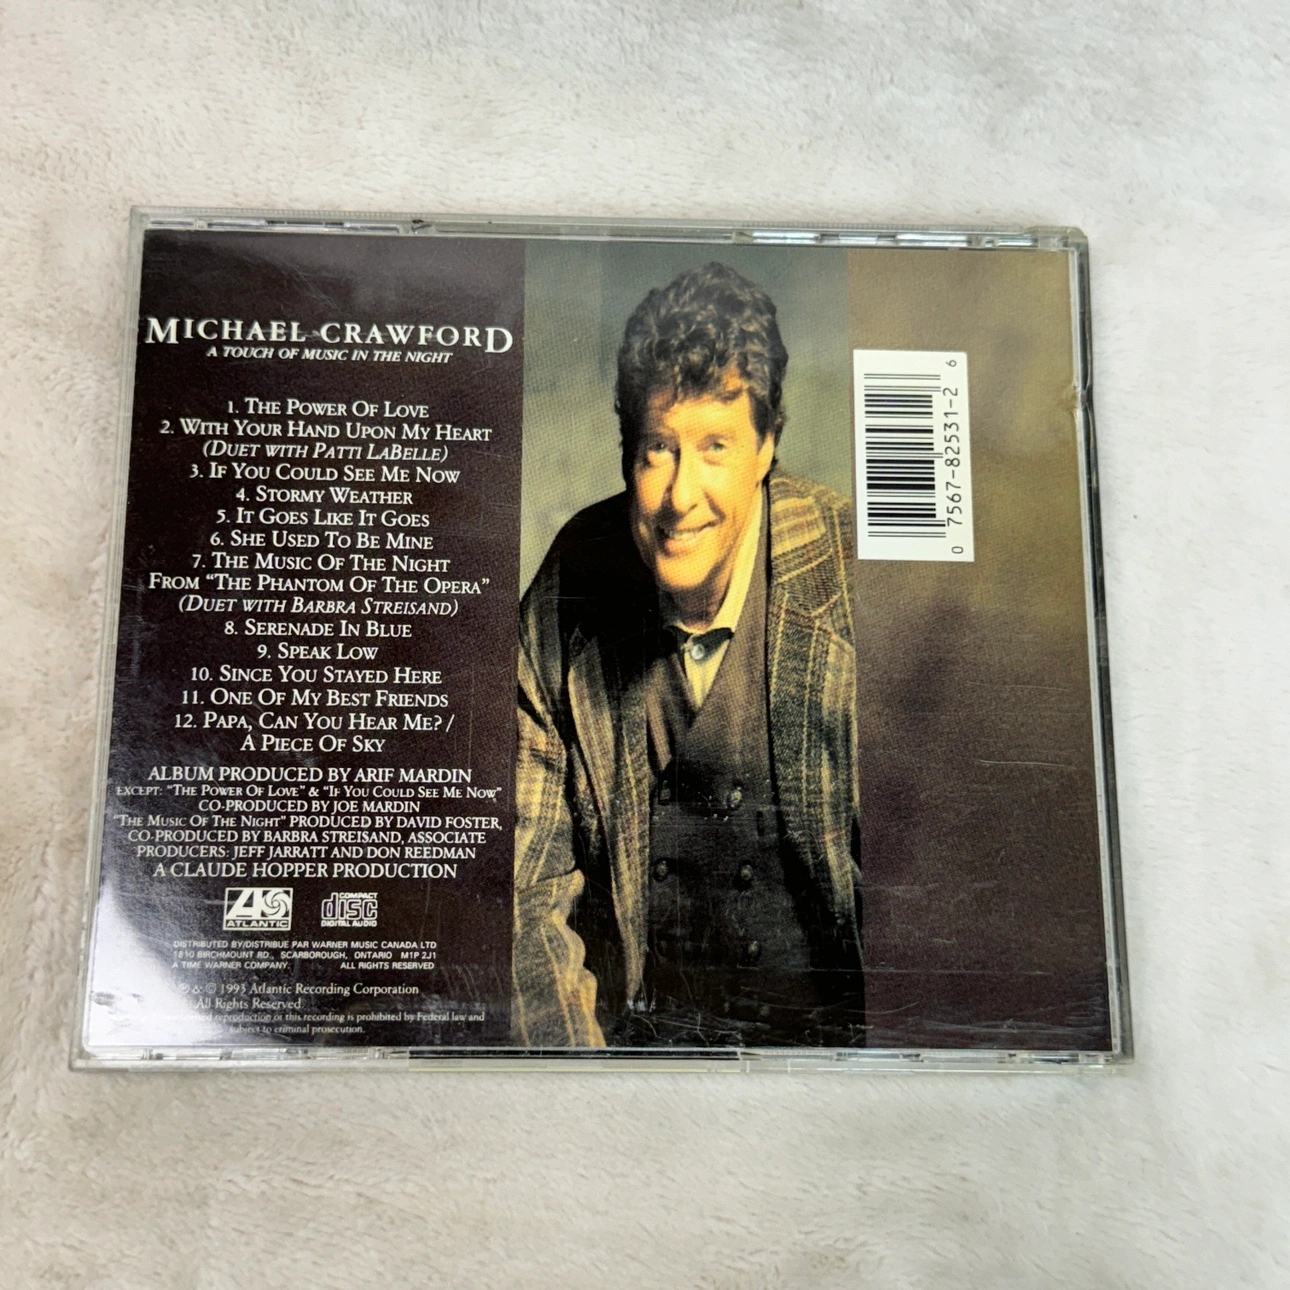 MICHAEL CRAWFORD
A TOUCH OF MUSIC IN THE NIGHT
1. THE POWER OF LOVE
2. WITH YOUR HAND UPON MY HEART
(DUET WITH PATTI LABELLE)
3. IF YOU COULD SEE ME NOW
4. STORMY WEATHER
5. IT GOES LIKE IT GOES
6. SHE USED TO BE MINE
7. THE MUSIC OF THE NIGHT
FROM "THE PHANTOM OF THE OPERA"
(DUET WITH BARBRA STREISAND)
8. SERENADE IN BLUE
9. SPEAK LOW
10. SINCE YOU STAYED HERE
11. ONE OF MY BEST FRIENDS
12. PAPA, CAN YOU HEAR ME? /
A PIECE OF SKY
ALBUM PRODUCED BY ARIF MARDIN
EXCEPT: "THE POWER OF LOVE" & "IF YOU COULD SEE ME NOW"
CO-PRODUCED BY JOE MARDIN
"THE MUSIC OF THE NIGHT" PRODUCED BY DAVID FOSTER,
CO-PRODUCED BY BARBRA STREISAND, ASSOCIATE
PRODUCERS: JEFF JARRATT AND DON REEDMAN
A CLAUDE HOPPER PRODUCTION
ATLANTIC
COMPACT
disc
DIGITAL AUDIO
DISTRIBUTED BY/DISTRIBUE PAR WARNER MUSIC CANADA LTD
1810 BIRCHMOUNT RD., SCARBOROUGH, ONTARIO M1P 2J1
A TIME WARNER COMPANY. ALL RIGHTS RESERVED
℗ & © 1993 Atlantic Recording Corporation
All Rights Reserved.
reproduction of this recording is prohibited by Federal law and
subject to criminal prosecution.
0 7567-82531-2 6